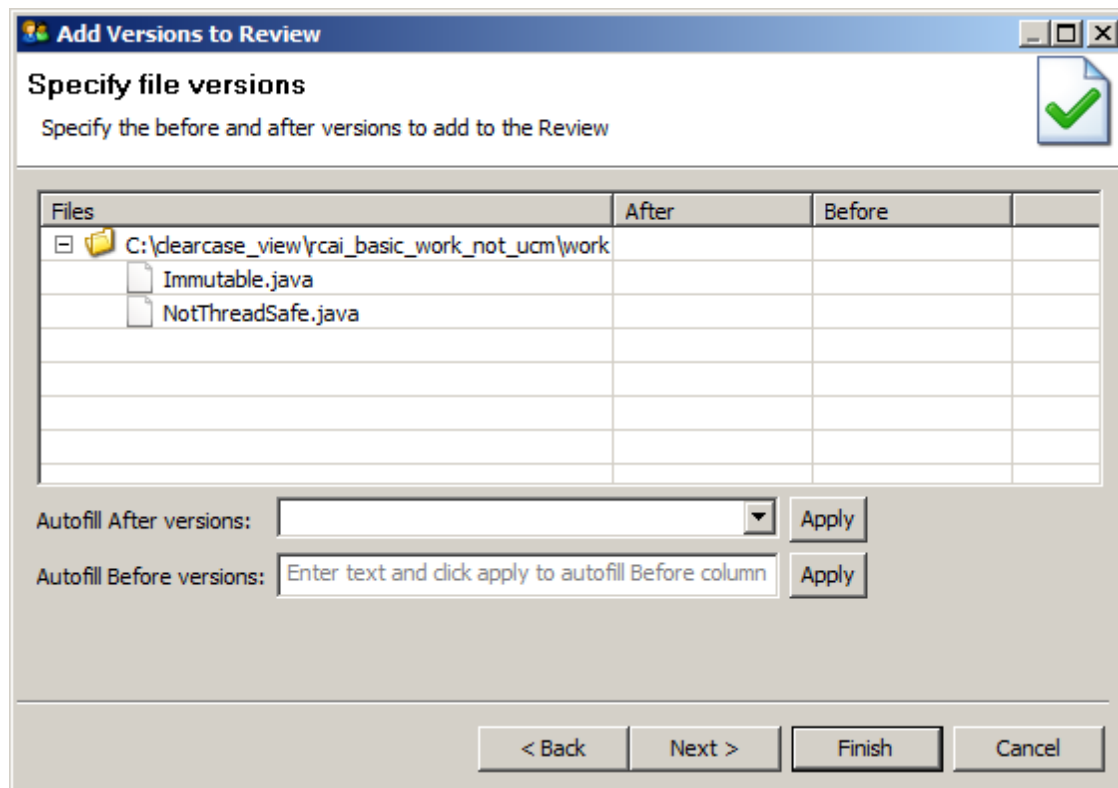 Add Versions to Review
Specify file versions
Specify the before and after versions to add to the Review
Files After Before
C:\clearcase_view\rcai_basic_work_not_ucm\work
Immutable.java
NotThreadSafe.java
Autofill After versions: Apply
Autofill Before versions: Enter text and click apply to autofill Before column Apply
< Back Next > Finish Cancel